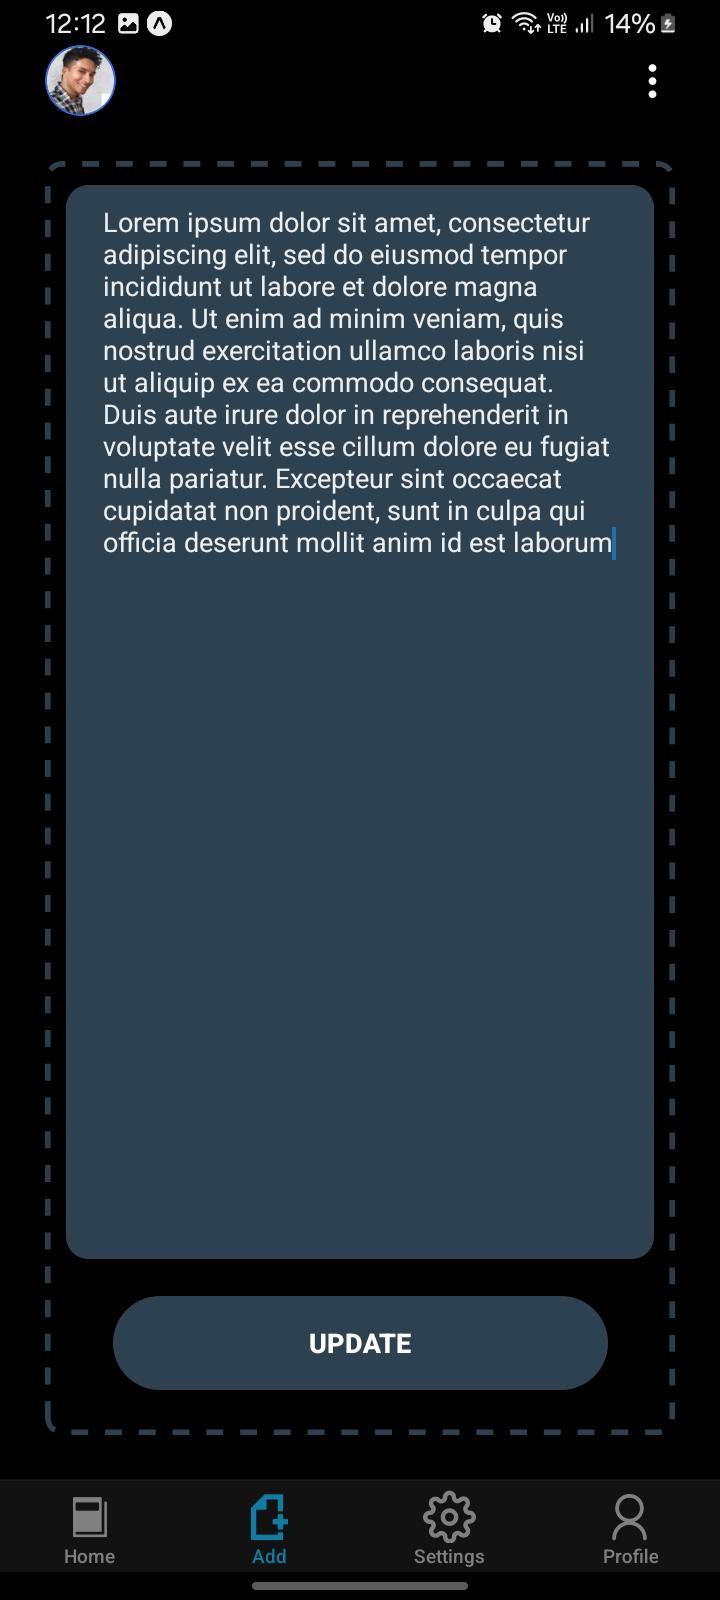 12:12
Vo))
LTE
14%
Lorem ipsum dolor sit amet, consectetur
adipiscing elit, sed do eiusmod tempor
incididunt ut labore et dolore magna
aliqua. Ut enim ad minim veniam, quis
nostrud exercitation ullamco laboris nisi
ut aliquip ex ea commodo consequat.
Duis aute irure dolor in reprehenderit in
voluptate velit esse cillum dolore eu fugiat
nulla pariatur. Excepteur sint occaecat
cupidatat non proident, sunt in culpa qui
officia deserunt mollit anim id est laborum
UPDATE
Home
Add
Settings
Profile